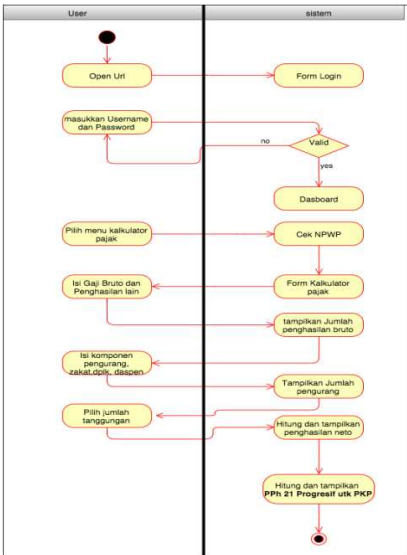 User
sistem
Open Url
Form Login
masukkan Username
dan Password
Valid
no
yes
Dasboard
Pilih menu kalkulator
pajak
Cek NPWP
Isi Gaji Bruto dan
Penghasilan lain
Form Kalkulator
pajak
tampilkan Jumlah
penghasilan bruto
Isi komponen
pengurang,
zakat,dplk, daspen
Tampilkan Jumlah
pengurang
Pilih jumlah
tanggungan
Hitung dan tampilkan
penghasilan neto
Hitung dan tampilkan
PPh 21 Progresif utk PKP